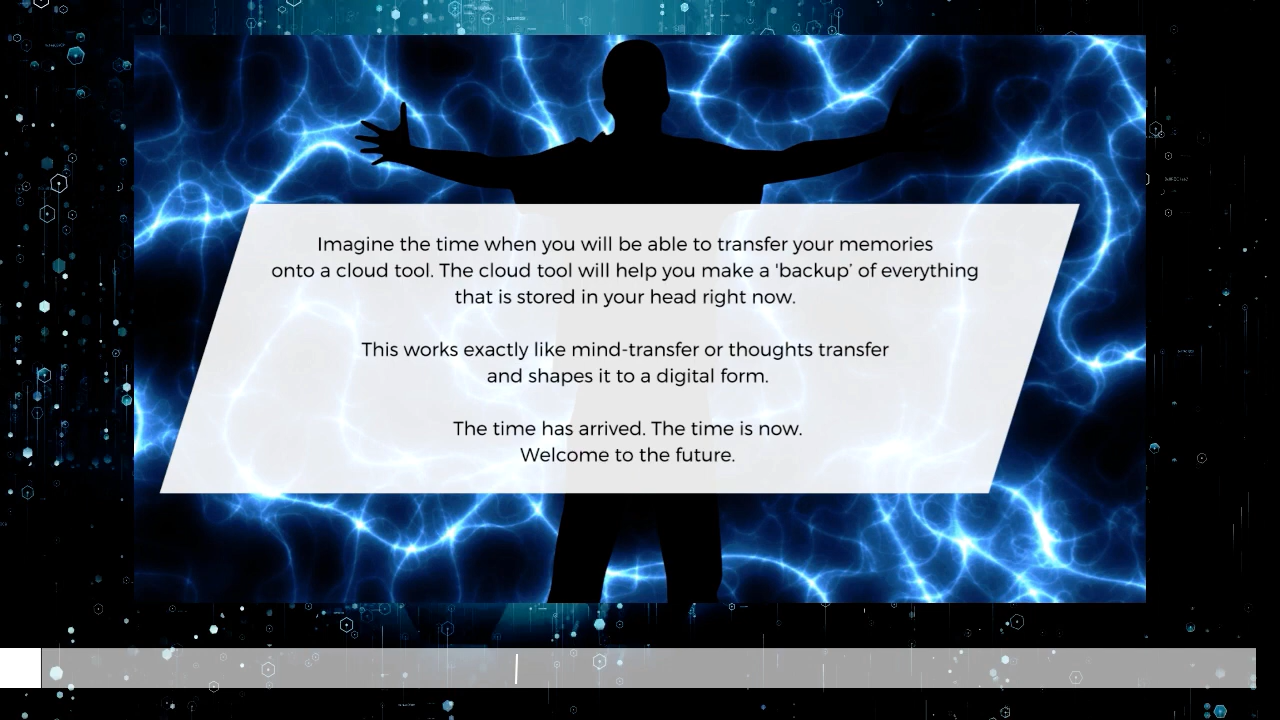 Imagine the time when you will be able to transfer your memories
onto a cloud tool. The cloud tool will help you make a 'backup’ of everything
that is stored in your head right now.
This works exactly like mind-transfer or thoughts transfer
and shapes it to a digital form.
The time has arrived. The time is now.
Welcome to the future.